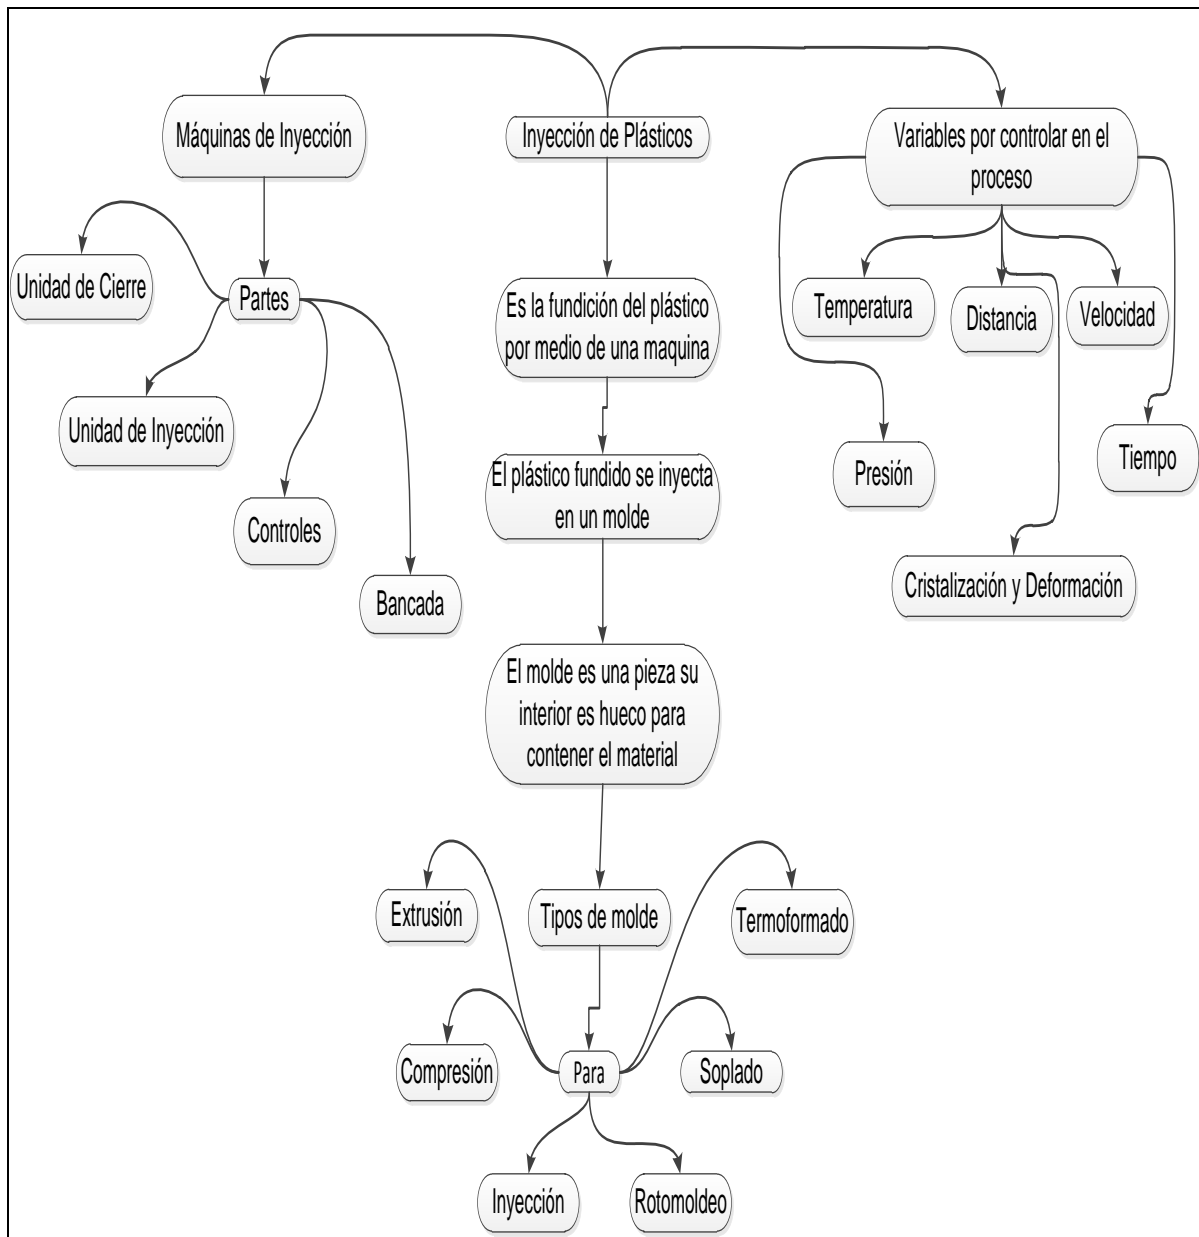 Máquinas de Inyección
Inyección de Plásticos
Variables por controlar en el
proceso
Unidad de Cierre
Partes
Es la fundición del plástico
por medio de una maquina
Temperatura
Distancia
Velocidad
Unidad de Inyección
El plástico fundido se inyecta
en un molde
Presión
Tiempo
Controles
Bancada
Cristalización y Deformación
El molde es una pieza su
interior es hueco para
contener el material
Extrusión
Tipos de molde
Termoformado
Compresión
Para
Soplado
Inyección
Rotomoldeo